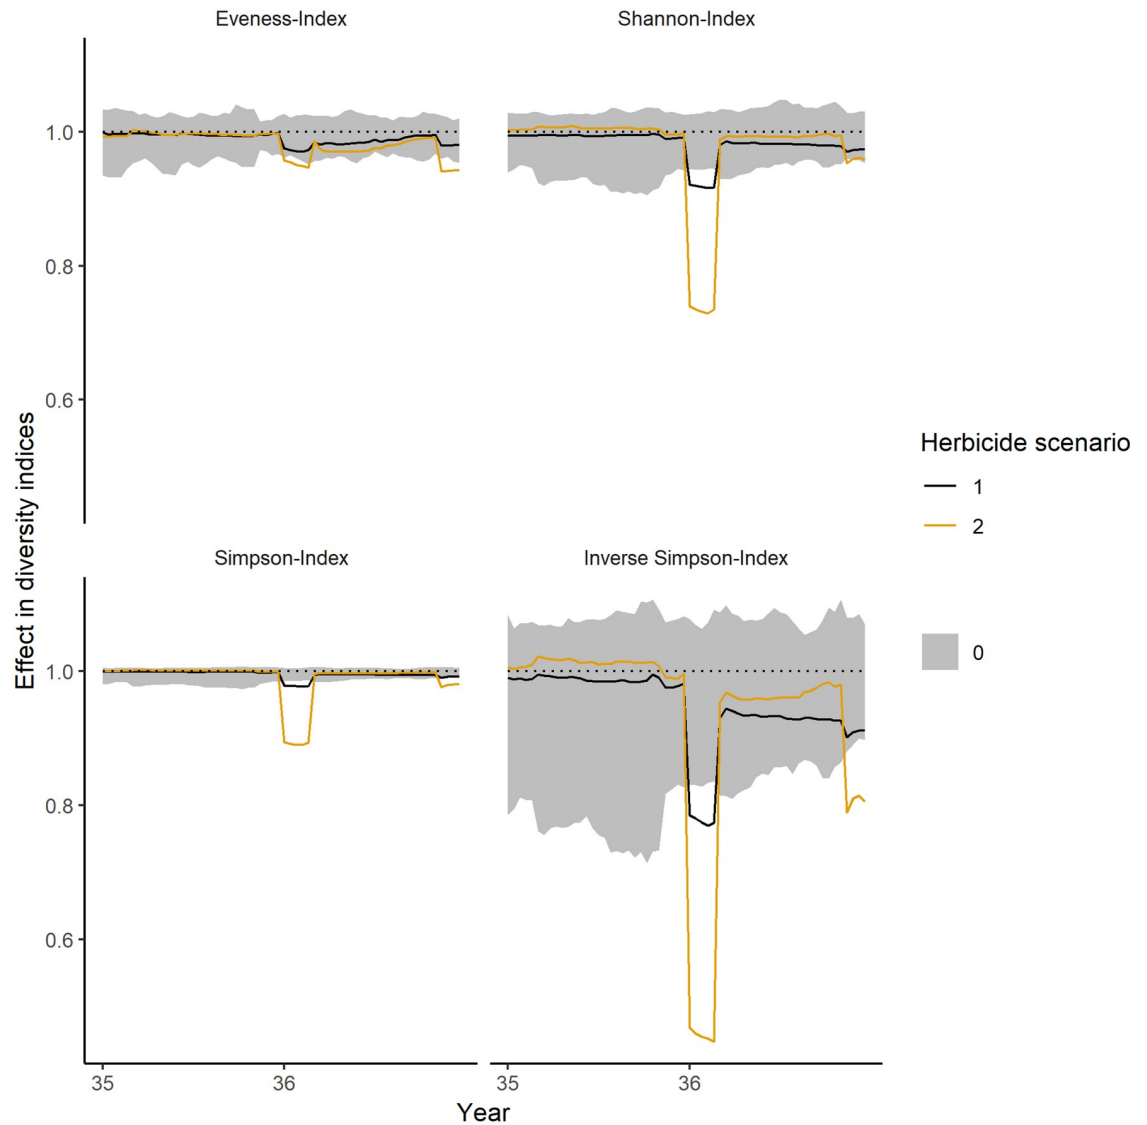 Eveness-Index
Shannon-Index
1.0
0.8
0.6
Simpson-Index
Inverse Simpson-Index
1.0
0.8
0.6
35
36
35
36
Year
Effect in diversity indices
Herbicide scenario
1
2
0